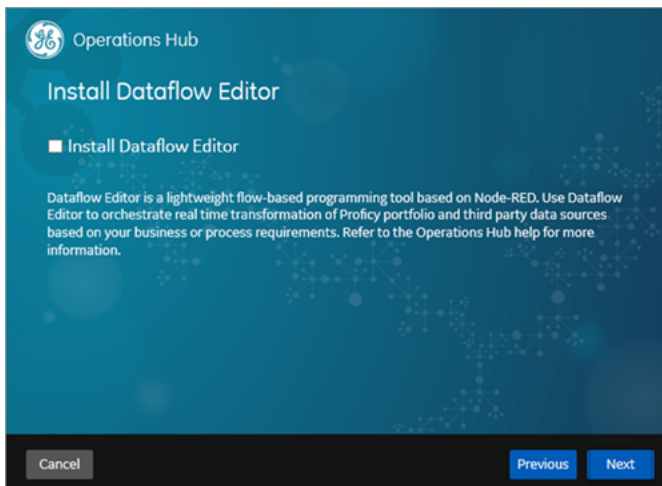 Operations Hub
Install Dataflow Editor
Install Dataflow Editor
Dataflow Editor is a lightweight flow-based programming tool based on Node-RED. Use Dataflow
Editor to orchestrate real time transformation of Proficy portfolio and third party data sources
based on your business or process requirements. Refer to the Operations Hub help for more
information.
Cancel
Previous
Next